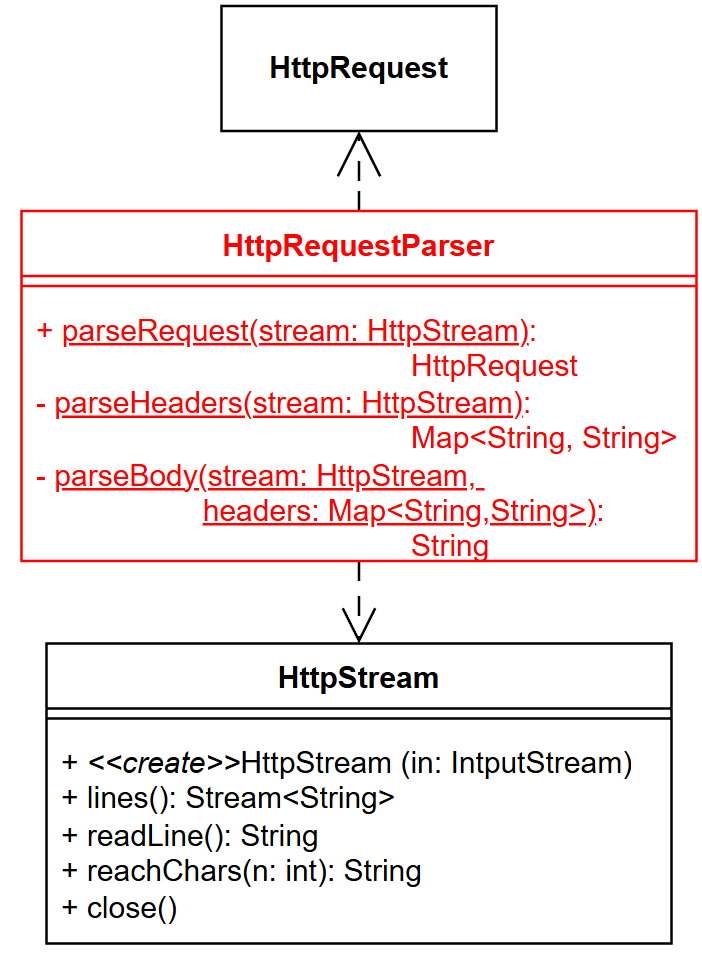 HttpRequest
HttpRequestParser
+ parseRequest(stream: HttpStream):
HttpRequest
- parseHeaders(stream: HttpStream):
Map<String, String>
- parseBody(stream: HttpStream,
headers: Map<String,String>):
String
HttpStream
+ <<create>>HttpStream (in: IntputStream)
+ lines(): Stream<String>
+ readLine(): String
+ reachChars(n: int): String
+ close()